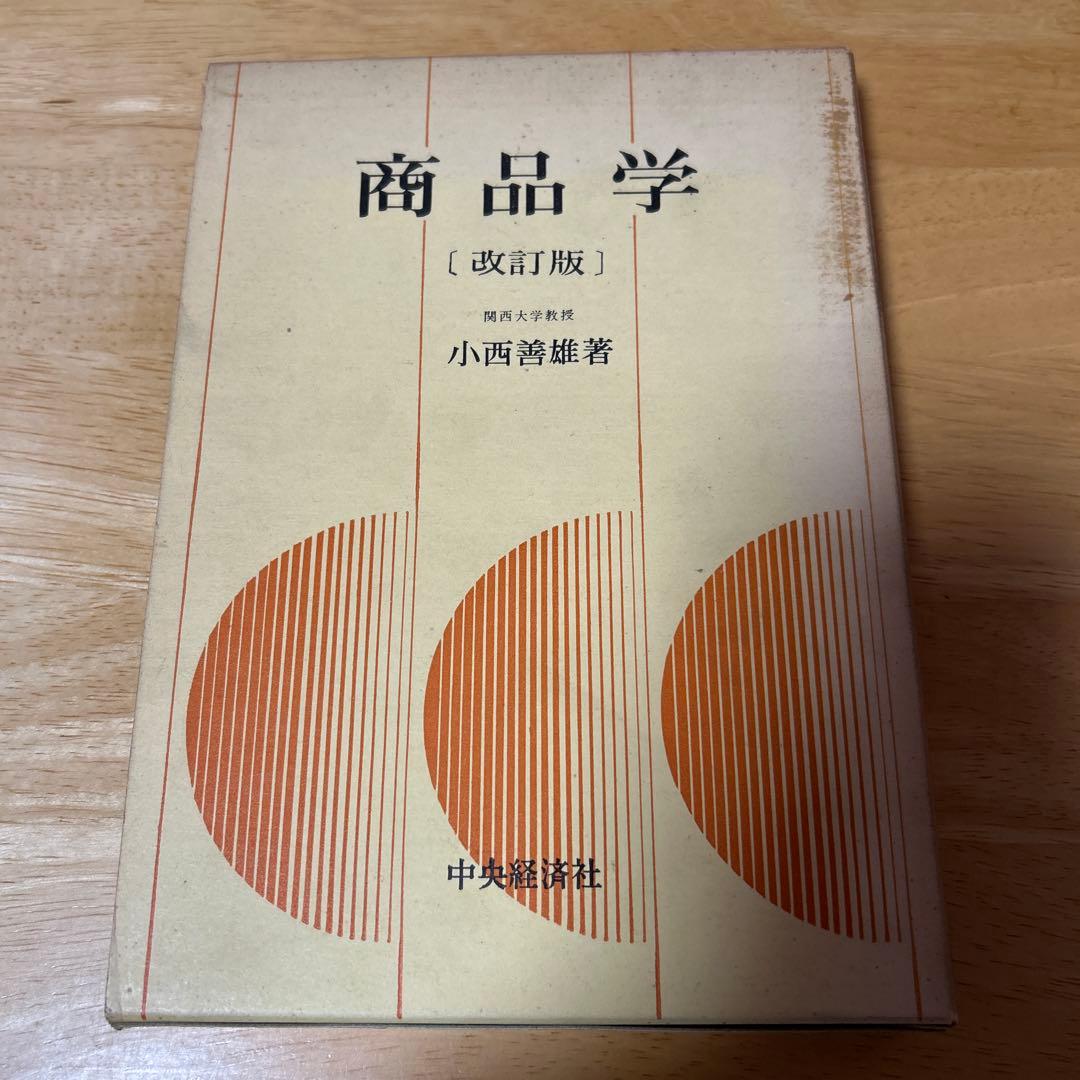 商品学
〔改訂版〕
関西大学教授
小西善雄著
中央経済社